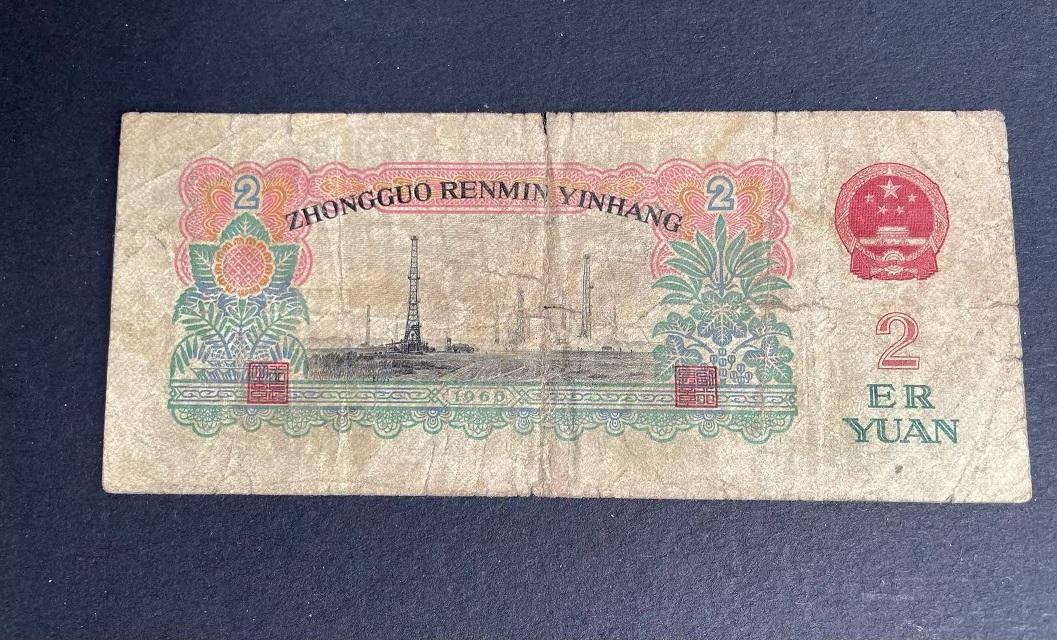 2 2
ZHONGGUO RENMIN YINHANG
1960
2
ER
YUAN